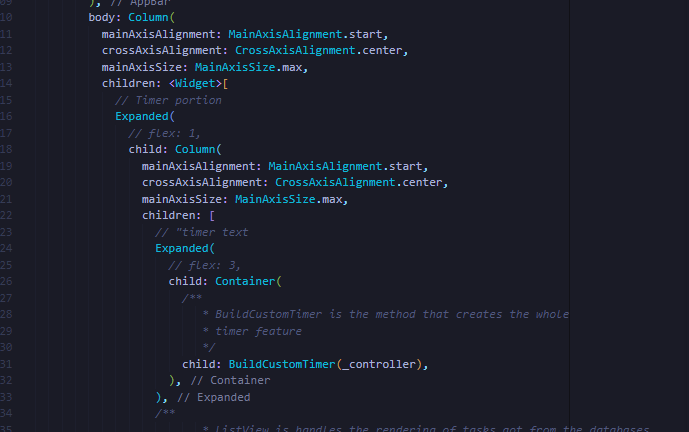 09 ), // AppBar
10 body: Column(
11 mainAxisAlignment: MainAxisAlignment.start,
12 crossAxisAlignment: CrossAxisAlignment.center,
13 mainAxisSize: MainAxisSize.max,
14 children: <Widget>[
15 // Timer portion
16 Expanded(
17 // flex: 1,
18 child: Column(
19 mainAxisAlignment: MainAxisAlignment.start,
20 crossAxisAlignment: CrossAxisAlignment.center,
21 mainAxisSize: MainAxisSize.max,
22 children: [
23 // "timer text
24 Expanded(
25 // flex: 3,
26 child: Container(
27 /**
28 * BuildCustomTimer is the method that creates the whole
29 * timer feature
30 */
31 child: BuildCustomTimer(_controller),
32 ), // Container
33 ), // Expanded
34 /**
35 * ListView is handles the rendering of tasks got from the databases